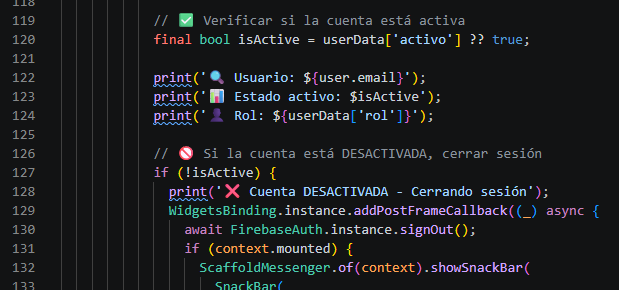 118
119 // ✅ Verificar si la cuenta está activa
120 final bool isActive = userData['activo'] ?? true;
121
122 print('🔍 Usuario: ${user.email}');
123 print('📊 Estado activo: $isActive');
124 print('👤 Rol: ${userData['rol']}');
125
126 // 🚫 Si la cuenta está DESACTIVADA, cerrar sesión
127 if (!isActive) {
128 print('❌ Cuenta DESACTIVADA - Cerrando sesión');
129 WidgetsBinding.instance.addPostFrameCallback((_) async {
130 await FirebaseAuth.instance.signOut();
131 if (context.mounted) {
132 ScaffoldMessenger.of(context).showSnackBar(
133 SnackBar(